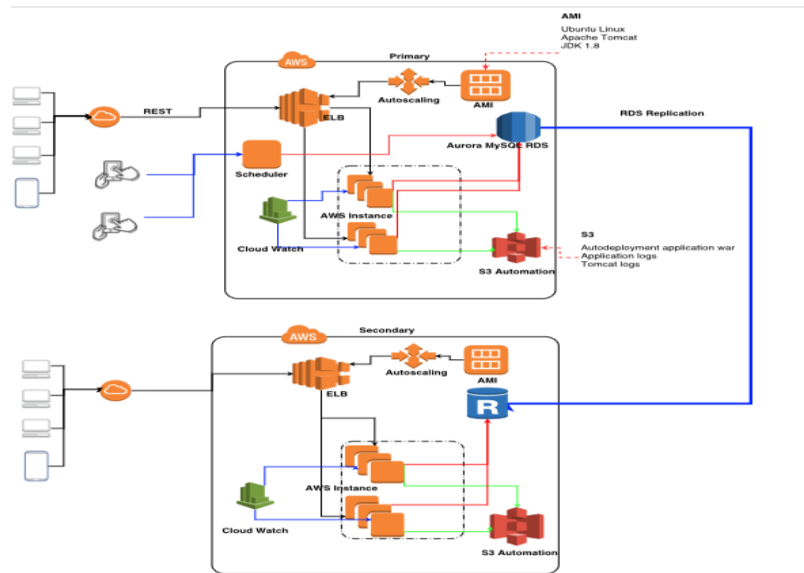 AMI
Ubuntu Linux
Apache Tomcat
JDK 1.8
AWS
Primary
REST
ELB
Autoscaling
AMI
RDS Replication
Aurora MySQL RDS
Scheduler
AWS Instance
Cloud Watch
S3
Autodeployment application war
Application logs
Tomcat logs
S3 Automation
AWS
Secondary
ELB
Autoscaling
AMI
R
AWS Instance
Cloud Watch
S3 Automation